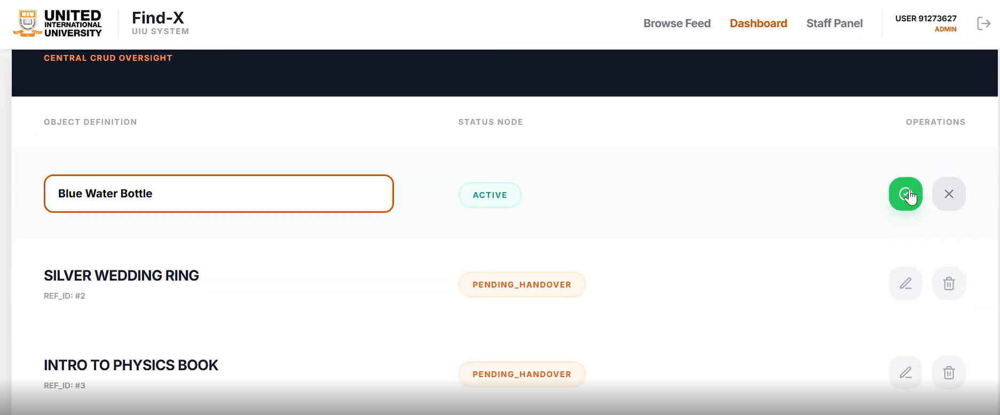 UNITED
INTERNATIONAL
UNIVERSITY
Find-X
UIU SYSTEM
Browse Feed
Dashboard
Staff Panel
USER 91273627
ADMIN
CENTRAL CRUD OVERSIGHT
OBJECT DEFINITION
STATUS NODE
OPERATIONS
Blue Water Bottle
ACTIVE
SILVER WEDDING RING
REF_ID: #2
PENDING_HANDOVER
INTRO TO PHYSICS BOOK
REF_ID: #3
PENDING_HANDOVER